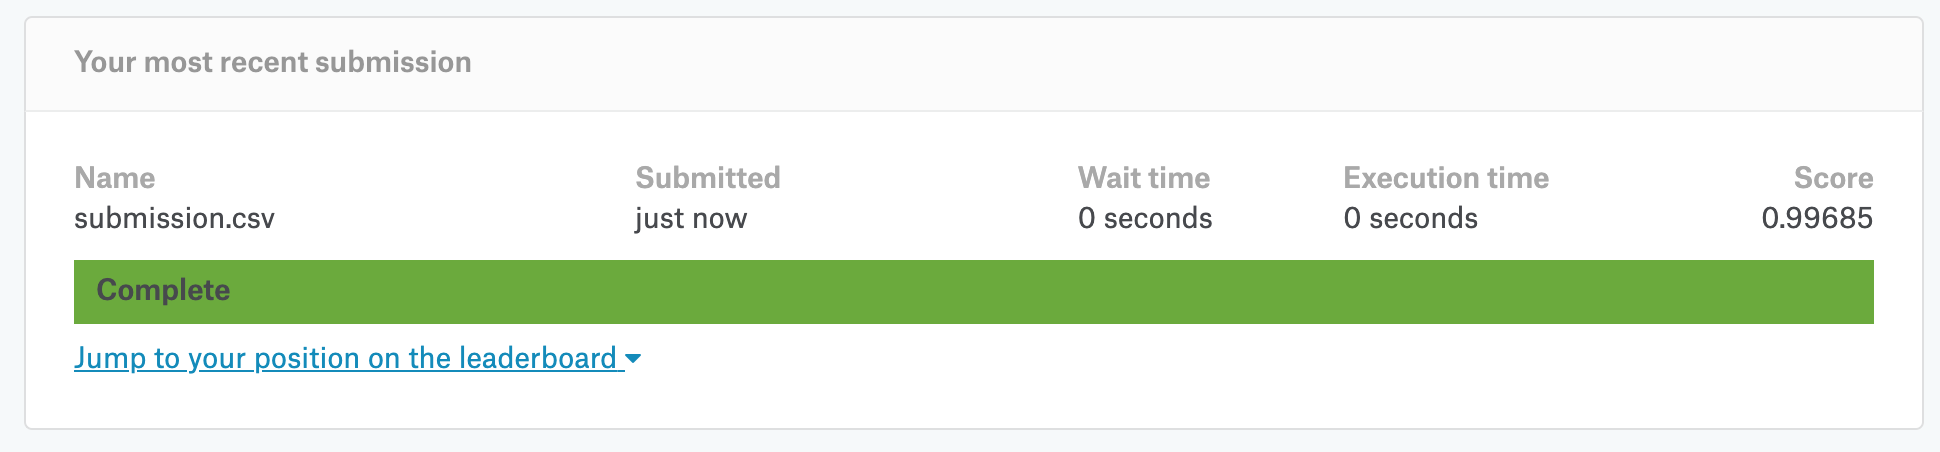 Your most recent submission
Name Submitted Wait time Execution time Score
submission.csv just now 0 seconds 0 seconds 0.99685
Complete
Jump to your position on the leaderboard